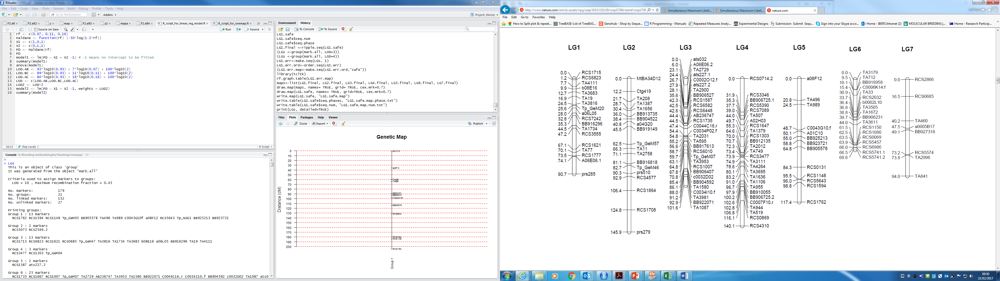 RStudio
File Edit Code View Plots Session Build Debug Profile Tools Help
Go to file/function Addins Project: (None)
F2.alt F2.alt2 y map F2.alt3 y2 mapa F2.alt4 R_script_for_linear_reg_model.R R_script_for_onemap.R
Source on Save Run Source
1 rf <- c(0.07, 0.11, 0.16)
2 Haldane <- function(rf) {-50*log(1-2*rf)}
3 X1 <- c(1,0,1)
4 X2 <- c(0,1,1)
5 PD <- Haldane(rf)
6 PD
7 model1 <- lm(PD ~ X1 + X2 -1) # -1 means no intercept to be fitted
8 summary(model1)
9 anova(model1)
10 LOD.AB <- 93*log10(0.93) + 7*log10(0.07) + 100*log10(2)
11 LOD.BC <- 89*log10(0.93) + 11*log10(0.11) + 100*log10(2)
12 LOD.AC <- 84*log10(0.93) + 16*log10(0.16) + 100*log10(2)
13 LOD <- c(LOD.AB,LOD.BC,LOD.AC)
14 LOD2 <- LOD^2
15 model2 <- lm(PD ~ X1 + X2 -1, weights = LOD2)
16 summary(model2)
16:15 (Top Level) R Script
Console U:/Breeding methodologies/Teaching/onemap/
>
> LGs
This is an object of class 'group'
It was generated from the object "mark.all"
Criteria used to assign markers to groups:
LOD = 10 , Maximum recombination fraction = 0.45
No. markers: 179
No. groups: 21
No. linked markers: 152
No. unlinked markers: 27
Printing groups:
Group 1 : 13 markers
RCS1762 RCS1594 RCS1148 Tp_GeM05 BB905578 TA496 TA989 C0043G10f a08F12 RCS5643 Tp_NSE1 BB925213 BB923721
Group 2 : 2 markers
RCS5073 RCS2546.2
Group 3 : 13 markers
RCS1715 RCS6823 RCS1621 RCS0685 Tp_GeM47 TA3816 TA1734 TA3683 b08E16 a06L05 BB916296 TA19 TA4111
Group 4 : 3 markers
RCS3477 RCS1303 Tp_GeM04
Group 5 : 2 markers
RCS1587 ats227.2
Group 6 : 23 markers
RCS1735 RCS1667 RCS1007 Tp_GeM07 TA2729 AB236747 TA3953 TA1580 BB922071 C0044C16.r C0034I10.f BB904592 c0032D02 TA1087 ats0
Environment History
To Console To Source
LG1.safe
LG1.safe$seq.num
LG1.safe$seq.phase
LG1.final <-ripple.seq(LG1.safe)
(LGs <-group(mark.all, LOD=3))
(LGs <-group(mark.all, LOD=4))
LG1.err<-make.seq(LGs, 1)
LG1.err.ord<-order.seq(LG1.err)
(LG1.err.map<-make.seq(LG1.err.ord,"safe"))
library(tcltk)
rf.graph.table(LG1.err.map)
maps<-list(LG1.final, LG2.final, LG3.final, LG4.final, LG5.final, LG6.final, LG7.final)
draw.map(maps, names= TRUE, grid= TRUE, cex.mrk=0.7)
draw.map(LG1.safe, names= TRUE, grid=TRUE, cex.mrk=0.7)
write.map(LG1.safe, "LG1.safe.map")
write.table(LG1.safe$seq.phases, "LG1.safe.map.phase.txt")
write.table(LG1.safe$seq.num, "LG1.safe.map.num.txt")
print(LGs, detailed=TRUE)
Files Plots Packages Help Viewer
Zoom Export Publish
Genetic Map
Distance (cM)
0
10
20
30
40
50
60
70
80
90
100
110
120
130
140
150
160
170
180
190
200
A01C10
a08F12
TA496
TA989
BB923721
BB925213
C0043G10f
BB905578
RCS5643
RCS1594
RCS1148
RCS1762
Group 1
http://www.nature.com/article-assets/npg/srep/2015/151130/srep17394/extref/srep1739
Simultaneous Maximum Likeli... Simultaneous Maximum Likeli... nature.com
File Edit Go to Favorites Help
How to Split plot & repeat... TreeBASE-List of TreeBAS... Genohub - Shop by Seque... R Programming - Manuals Repeated Measures Analy... Experimental Designs Submission Submit Sequ... Sign into your Skype acco... Home - IBERS Intranet (2) MOLECULAR BREEDING j... Home - Research Particip...
LG1
0.0 RCS1715
1.2 RCS6823
7.7 TA4111
9.9 b08E16
12.7 TA3683
16.9 TA19
24.5 TA3816
25.6 Tp_GeM20
28.0 a06L05
32.8 RCS7242
35.3 BB916296
44.5 TA1734
47.2 RCS3555
67.1 RCS1621
70.1 TA77
73.5 RCS1777
74.1 A06E06.1
90.7 prs285
LG2
0.0 MtBA34D12
12.2 Ctg419
21.7 TA208
28.7 TA1387
30.4 TA1656
36.0 BB913735
38.4 BB904522
40.8 a04G20
45.5 BB919149
62.5 Tp_GeM57
66.3 TA11
71.1 TA2758
81.1 BB916818
82.7 Tp_GeM46
90.3 prs510
92.9 RCS4577
106.4 RCS1864
124.8 RCS1708
145.9 prs279
LG3
0.0 ats032
6.0 A06E06.2
23.1 TA2729
24.4 ats227.1
26.7 C0002O12.f
27.9 ats227.2
28.1 TA2900
35.6 BB906527
42.3 RCS1587
42.5 RCS6582
42.6 RCS6448
44.4 AB236747
44.5 RCS1735
47.4 C0044C16.r
54.4 C0034P02.f
54.8 TA2031
55.2 TA595
56.6 BB917613
58.7 RCS6010
59.7 Tp_GeM07
63.1 TA3953
64.8 RCS1007
67.8 BB906407
70.8 c0032D02
85.4 BB904592
86.1 TA1580
88.0 C0034I10.f
91.2 TA3981
92.9 BB922071
101.6 TA1087
LG4
0.0 RCS0714.2
31.9 RCS3346
35.3 BB906725.1
37.7 RCS5390
39.0 RCS7089
44.0 TA507
49.7 A02H03
55.3 RCS1647
64.6 TA1379
70.0 RCS1303
70.7 BB912135
72.3 TA2012
73.4 TA749
73.9 RCS3477
74.9 TA3111
78.6 TA4264
80.1 TA3695
83.2 TA1636
91.0 TA1106
96.7 TA955
97.9 BB910055
100.2 BB906725.2
102.6 C0007F10.r
102.8 TA944
106.8 TA519
116.1 RCS0869
140.1 RCS4310
LG5
0.0 a08F12
20.8 TA496
24.5 TA989
48.7 C0043G10.f
50.1 A01C10
55.0 BB925213
58.8 BB923721
64.8 BB905578
84.3 RCS0131
95.5 RCS1148
96.0 RCS5643
98.8 RCS1594
117.4 RCS1762
LG6
0.0 TA3179
9.5 TA712
10.1 BB918958
15.4 C0006K14.f
30.9 TA33
33.7 RCS2032
36.4 b0002L10
36.8 TA3505
38.8 TA1672
39.7 BB906231
44.0 TA3611
61.5 RCS1150
62.5 RCS1080
63.5 RCS0069
63.9 RCS5457
66.0 RCS6986
66.5 RCS5741.1
68.6 RCS5741.2
LG7
0.0 RCS2866
16.5 RCS0685
40.2 TA460
47.5 a0005B17
49.1 BB927318
73.2 RCS5574
73.8 TA2998
94.0 TA841
EN
09:50
21/02/2017